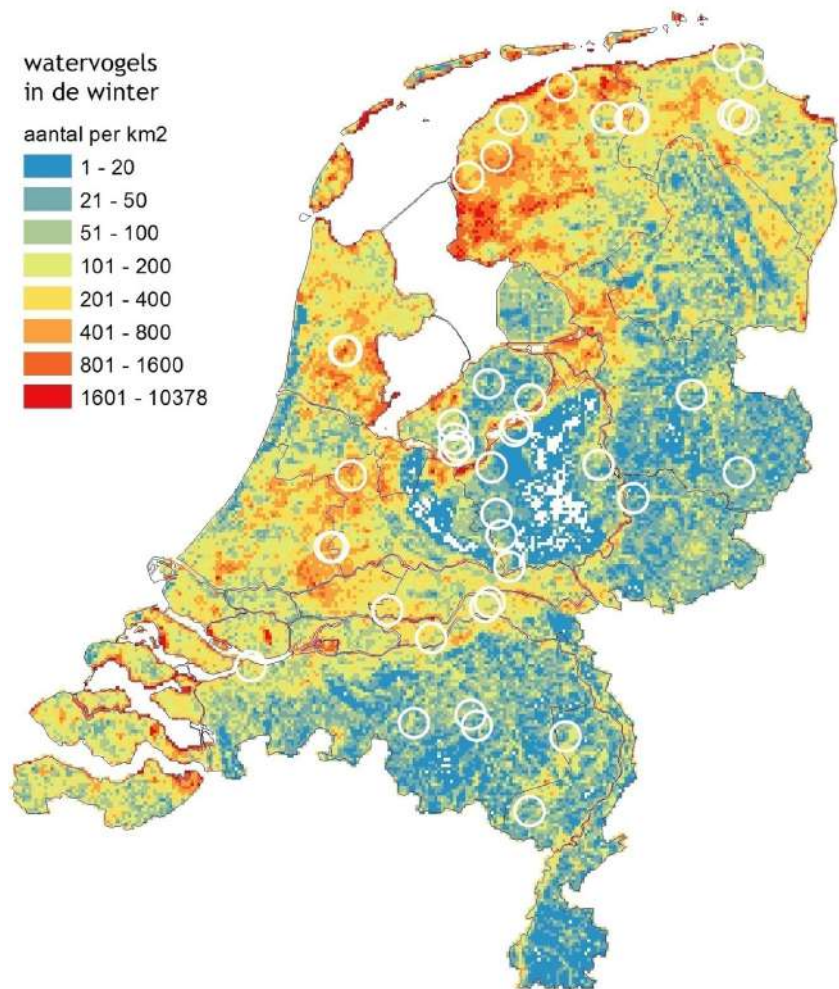 watervogels
in de winter
aantal per km2
1 - 20
21 - 50
51 - 100
101 - 200
201 - 400
401 - 800
801 - 1600
1601 - 10378